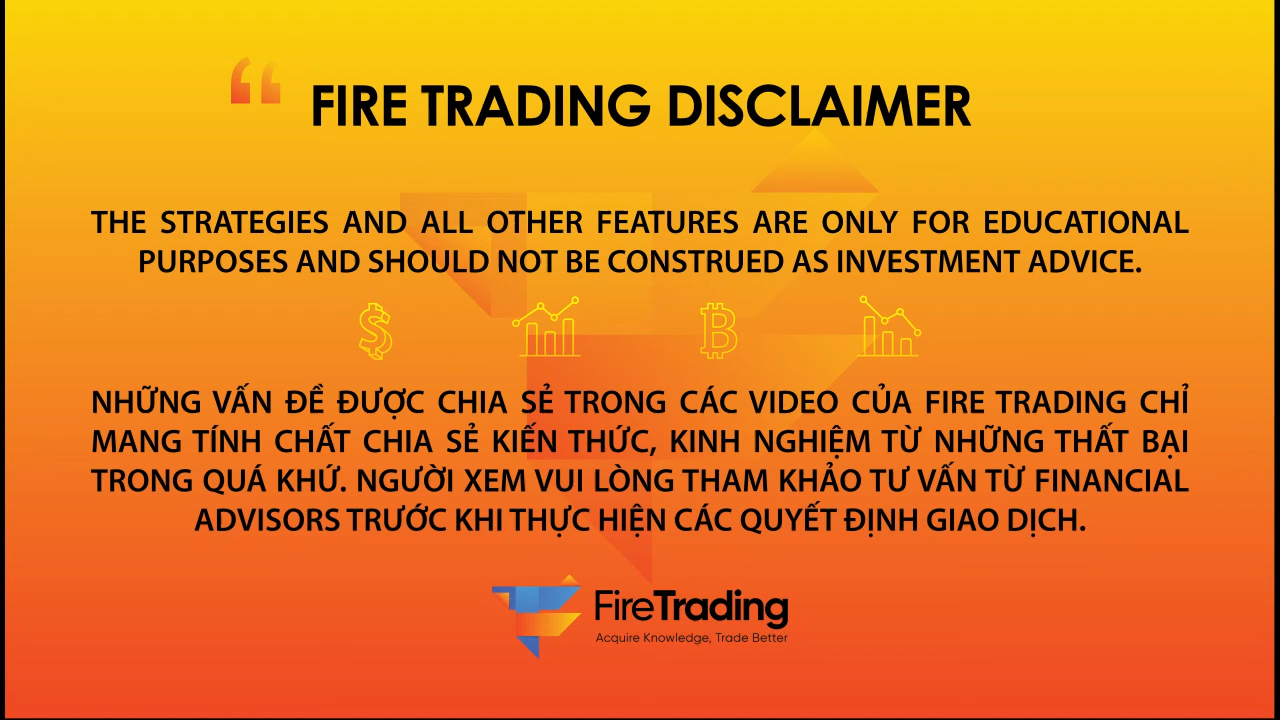 “ FIRE TRADING DISCLAIMER
THE STRATEGIES AND ALL OTHER FEATURES ARE ONLY FOR EDUCATIONAL
PURPOSES AND SHOULD NOT BE CONSTRUED AS INVESTMENT ADVICE.
NHỮNG VẤN ĐỀ ĐƯỢC CHIA SẺ TRONG CÁC VIDEO CỦA FIRE TRADING CHỈ
MANG TÍNH CHẤT CHIA SẺ KIẾN THỨC, KINH NGHIỆM TỪ NHỮNG THẤT BẠI
TRONG QUÁ KHỨ. NGƯỜI XEM VUI LÒNG THAM KHẢO TƯ VẤN TỪ FINANCIAL
ADVISORS TRƯỚC KHI THỰC HIỆN CÁC QUYẾT ĐỊNH GIAO DỊCH.
FireTrading
Acquire Knowledge, Trade Better